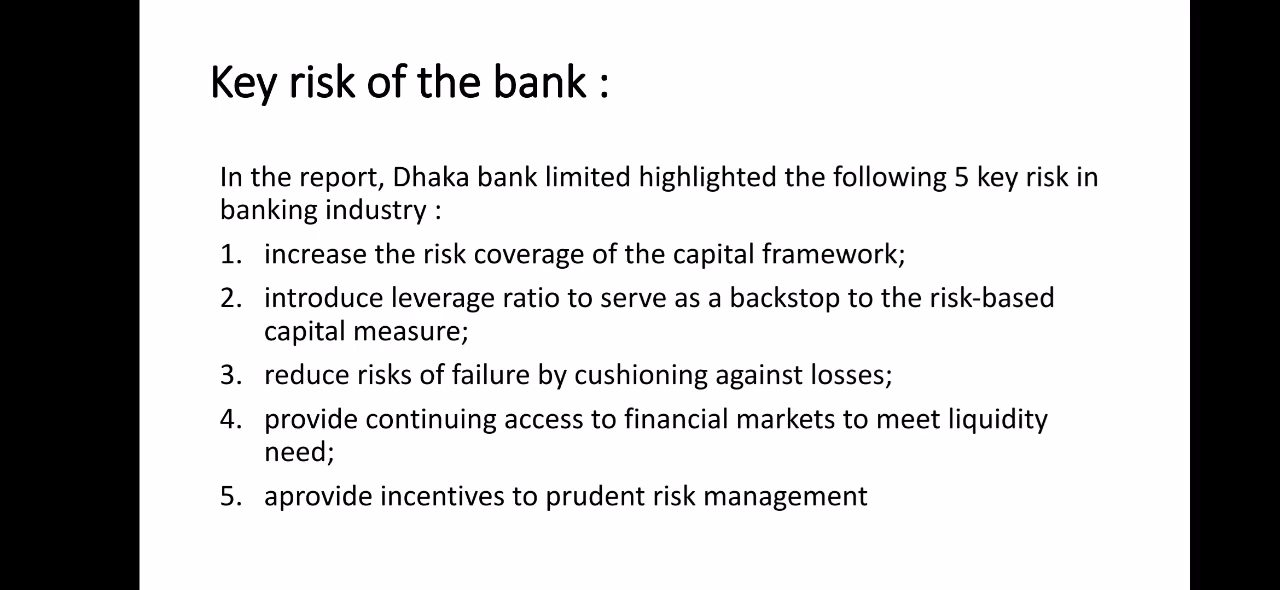 Key risk of the bank :
In the report, Dhaka bank limited highlighted the following 5 key risk in
banking industry :
1. increase the risk coverage of the capital framework;
2. introduce leverage ratio to serve as a backstop to the risk-based
capital measure;
3. reduce risks of failure by cushioning against losses;
4. provide continuing access to financial markets to meet liquidity
need;
5. aprovide incentives to prudent risk management